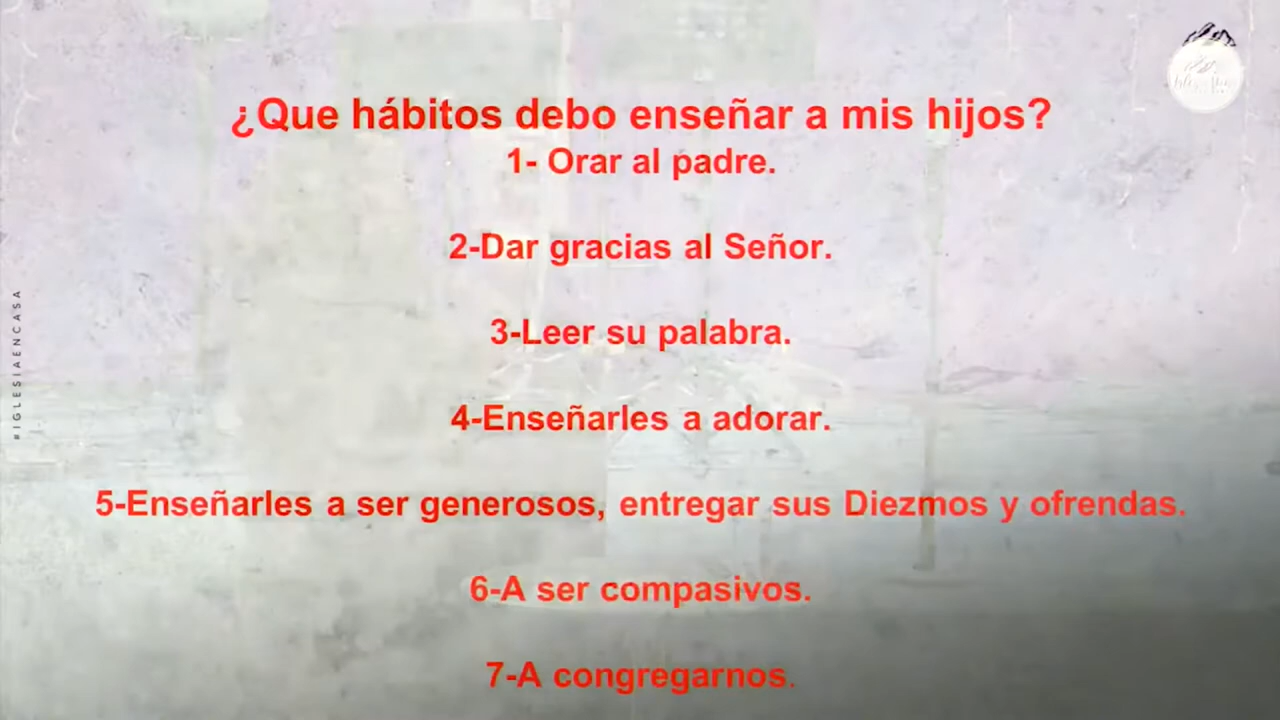 ¿Que hábitos debo enseñar a mis hijos?
1- Orar al padre.
2-Dar gracias al Señor.
3-Leer su palabra.
4-Enseñarles a adorar.
5-Enseñarles a ser generosos, entregar sus Diezmos y ofrendas.
6-A ser compasivos.
7-A congregarnos.
#IGLESIAENCASA